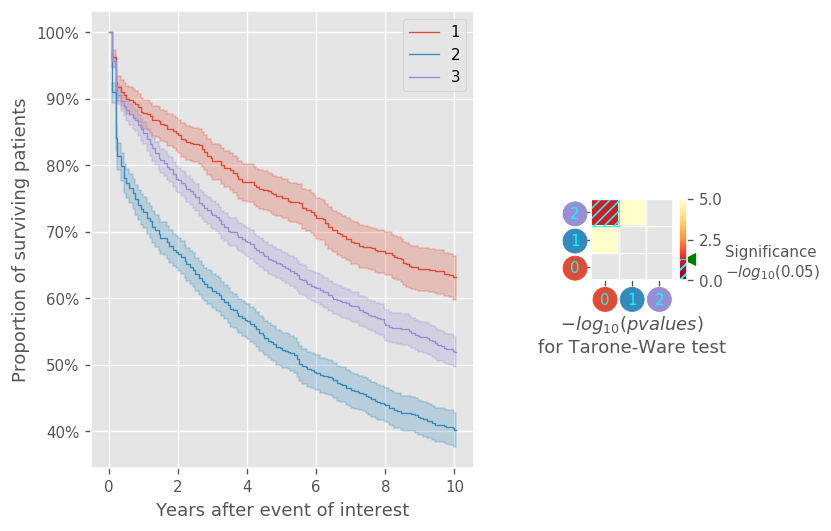 100%
90%
80%
70%
60%
50%
40%
Proportion of surviving patients
0 2 4 6 8 10
Years after event of interest
1
2
3
2
1
0
0 1 2
5.0
2.5
0.0
Significance
−log₁₀(0.05)
−log₁₀(pvalues)
for Tarone-Ware test